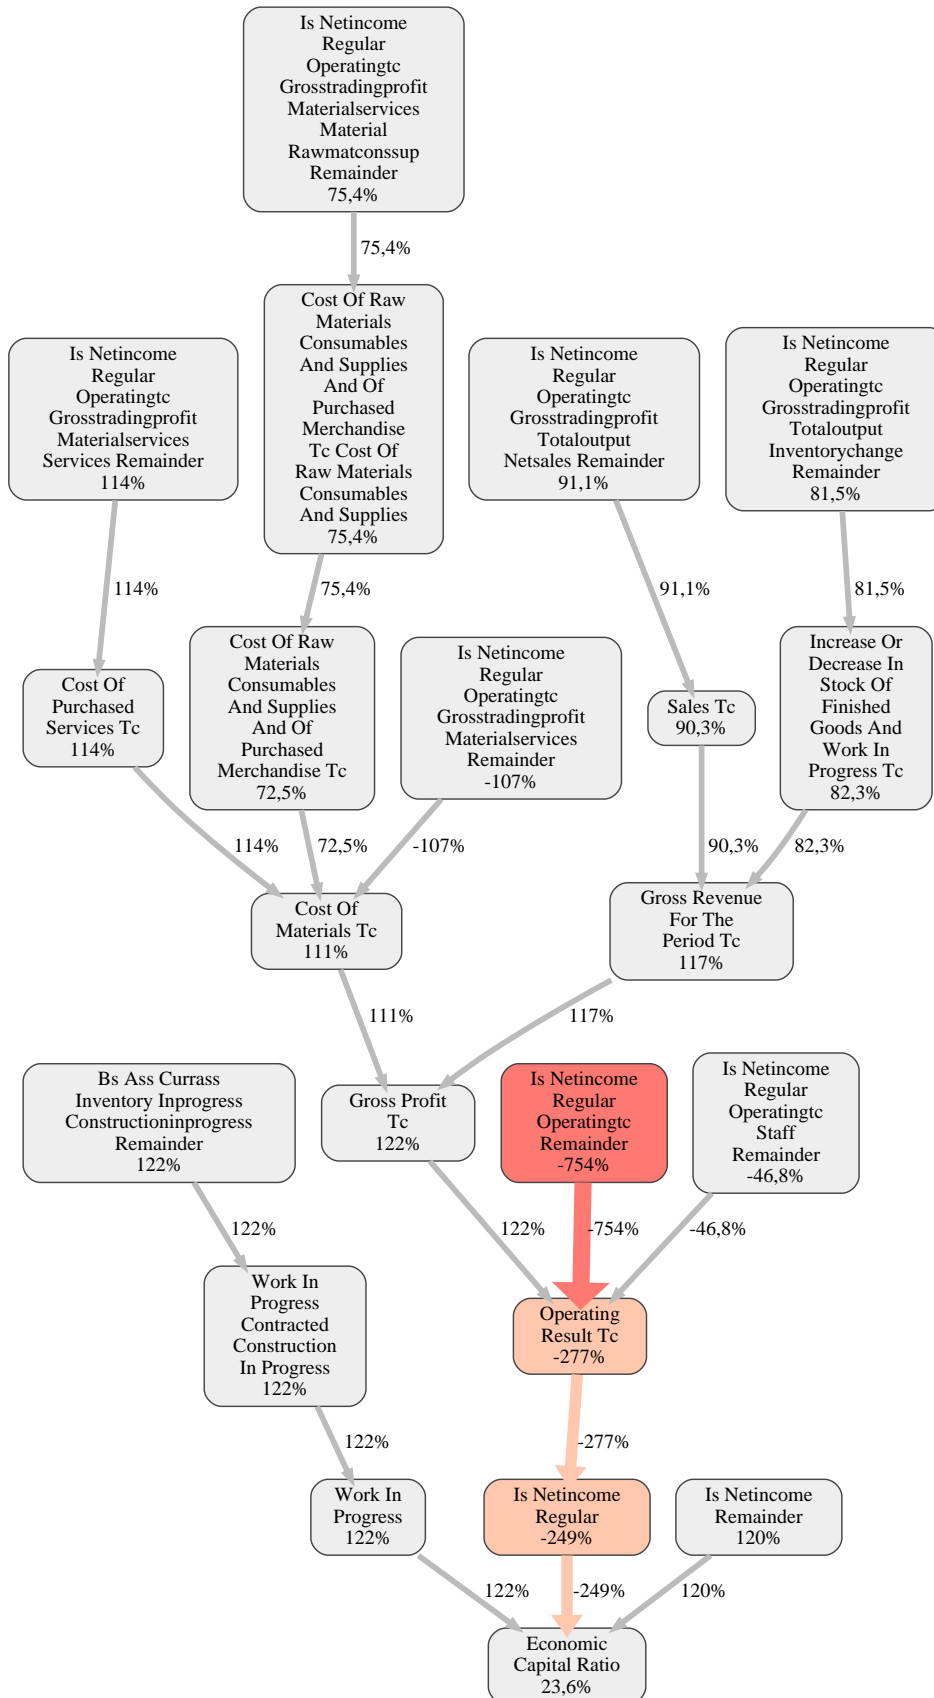 Is Netincome
Regular
Operatingtc
Grosstradingprofit
Materialservices
Material
Rawmatconssup
Remainder
75,4%
75,4%
Cost Of Raw
Materials
Consumables
And Supplies
And Of
Purchased
Merchandise
Tc Cost Of
Raw Materials
Consumables
And Supplies
75,4%
Is Netincome
Regular
Operatingtc
Grosstradingprofit
Materialservices
Services Remainder
114%
Is Netincome
Regular
Operatingtc
Grosstradingprofit
Totaloutput
Netsales Remainder
91,1%
Is Netincome
Regular
Operatingtc
Grosstradingprofit
Totaloutput
Inventorychange
Remainder
81,5%
114%
75,4%
91,1%
81,5%
Cost Of
Purchased
Services Tc
114%
Cost Of Raw
Materials
Consumables
And Supplies
And Of
Purchased
Merchandise Tc
72,5%
Is Netincome
Regular
Operatingtc
Grosstradingprofit
Materialservices
Remainder
-107%
Sales Tc
90,3%
Increase Or
Decrease In
Stock Of
Finished
Goods And
Work In
Progress Tc
82,3%
114%
72,5%
-107%
90,3%
82,3%
Cost Of
Materials Tc
111%
Gross Revenue
For The
Period Tc
117%
111%
117%
Bs Ass Currass
Inventory Inprogress
Constructioninprogress
Remainder
122%
Gross Profit
Tc
122%
Is Netincome
Regular
Operatingtc
Remainder
-754%
Is Netincome
Regular
Operatingtc
Staff
Remainder
-46,8%
122%
122%
-754%
-46,8%
Work In
Progress
Contracted
Construction
In Progress
122%
Operating
Result Tc
-277%
122%
-277%
Work In
Progress
122%
Is Netincome
Regular
-249%
Is Netincome
Remainder
120%
122%
-249%
120%
Economic
Capital Ratio
23,6%